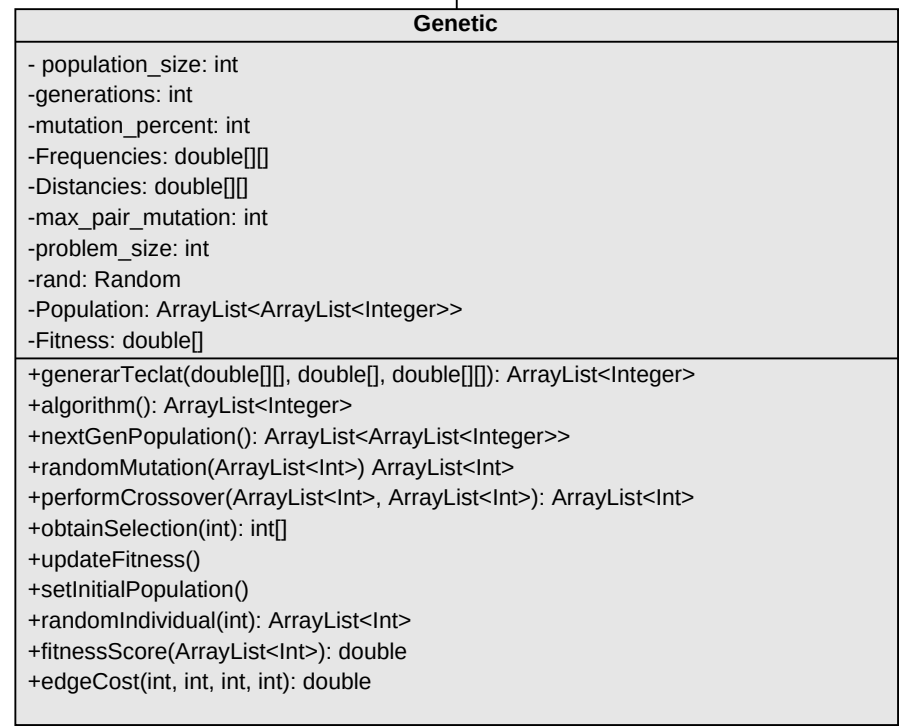 Genetic
- population_size: int
-generations: int
-mutation_percent: int
-Frequencies: double[][]
-Distancies: double[][]
-max_pair_mutation: int
-problem_size: int
-rand: Random
-Population: ArrayList<ArrayList<Integer>>
-Fitness: double[]
+generarTeclat(double[][], double[], double[][]): ArrayList<Integer>
+algorithm(): ArrayList<Integer>
+nextGenPopulation(): ArrayList<ArrayList<Integer>>
+randomMutation(ArrayList<Int>) ArrayList<Int>
+performCrossover(ArrayList<Int>, ArrayList<Int>): ArrayList<Int>
+obtainSelection(int): int[]
+updateFitness()
+setInitialPopulation()
+randomIndividual(int): ArrayList<Int>
+fitnessScore(ArrayList<Int>): double
+edgeCost(int, int, int, int): double